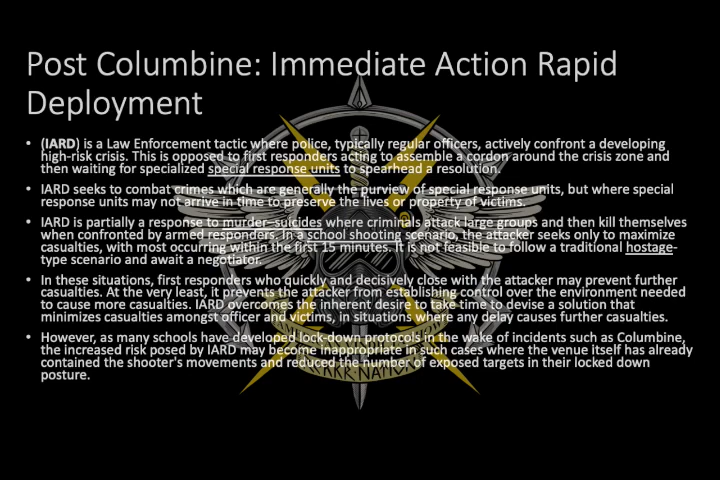 Post Columbine: Immediate Action Rapid
Deployment
• (IARD) is a Law Enforcement tactic where police, typically regular officers, actively confront a developing
high-risk crisis. This is opposed to first responders acting to assemble a cordon around the crisis zone and
then waiting for specialized special response units to spearhead a resolution.
• IARD seeks to combat crimes which are generally the purview of special response units, but where special
response units may not arrive in time to preserve the lives or property of victims.
• IARD is partially a response to murder–suicides where criminals attack large groups and then kill themselves
when confronted by armed responders. In a school shooting scenario, the attacker seeks only to maximize
casualties, with most occurring within the first 15 minutes. It is not feasible to follow a traditional hostage-
type scenario and await a negotiator.
• In these situations, first responders who quickly and decisively close with the attacker may prevent further
casualties. At the very least, it prevents the attacker from establishing control over the environment needed
to cause more casualties. IARD overcomes the inherent desire to take time to devise a solution that
minimizes casualties amongst officer and victims, in situations where any delay causes further casualties.
• However, as many schools have developed lock-down protocols in the wake of incidents such as Columbine,
the increased risk posed by IARD may become inappropriate in such cases where the venue itself has already
contained the shooter's movements and reduced the number of exposed targets in their locked down
posture.